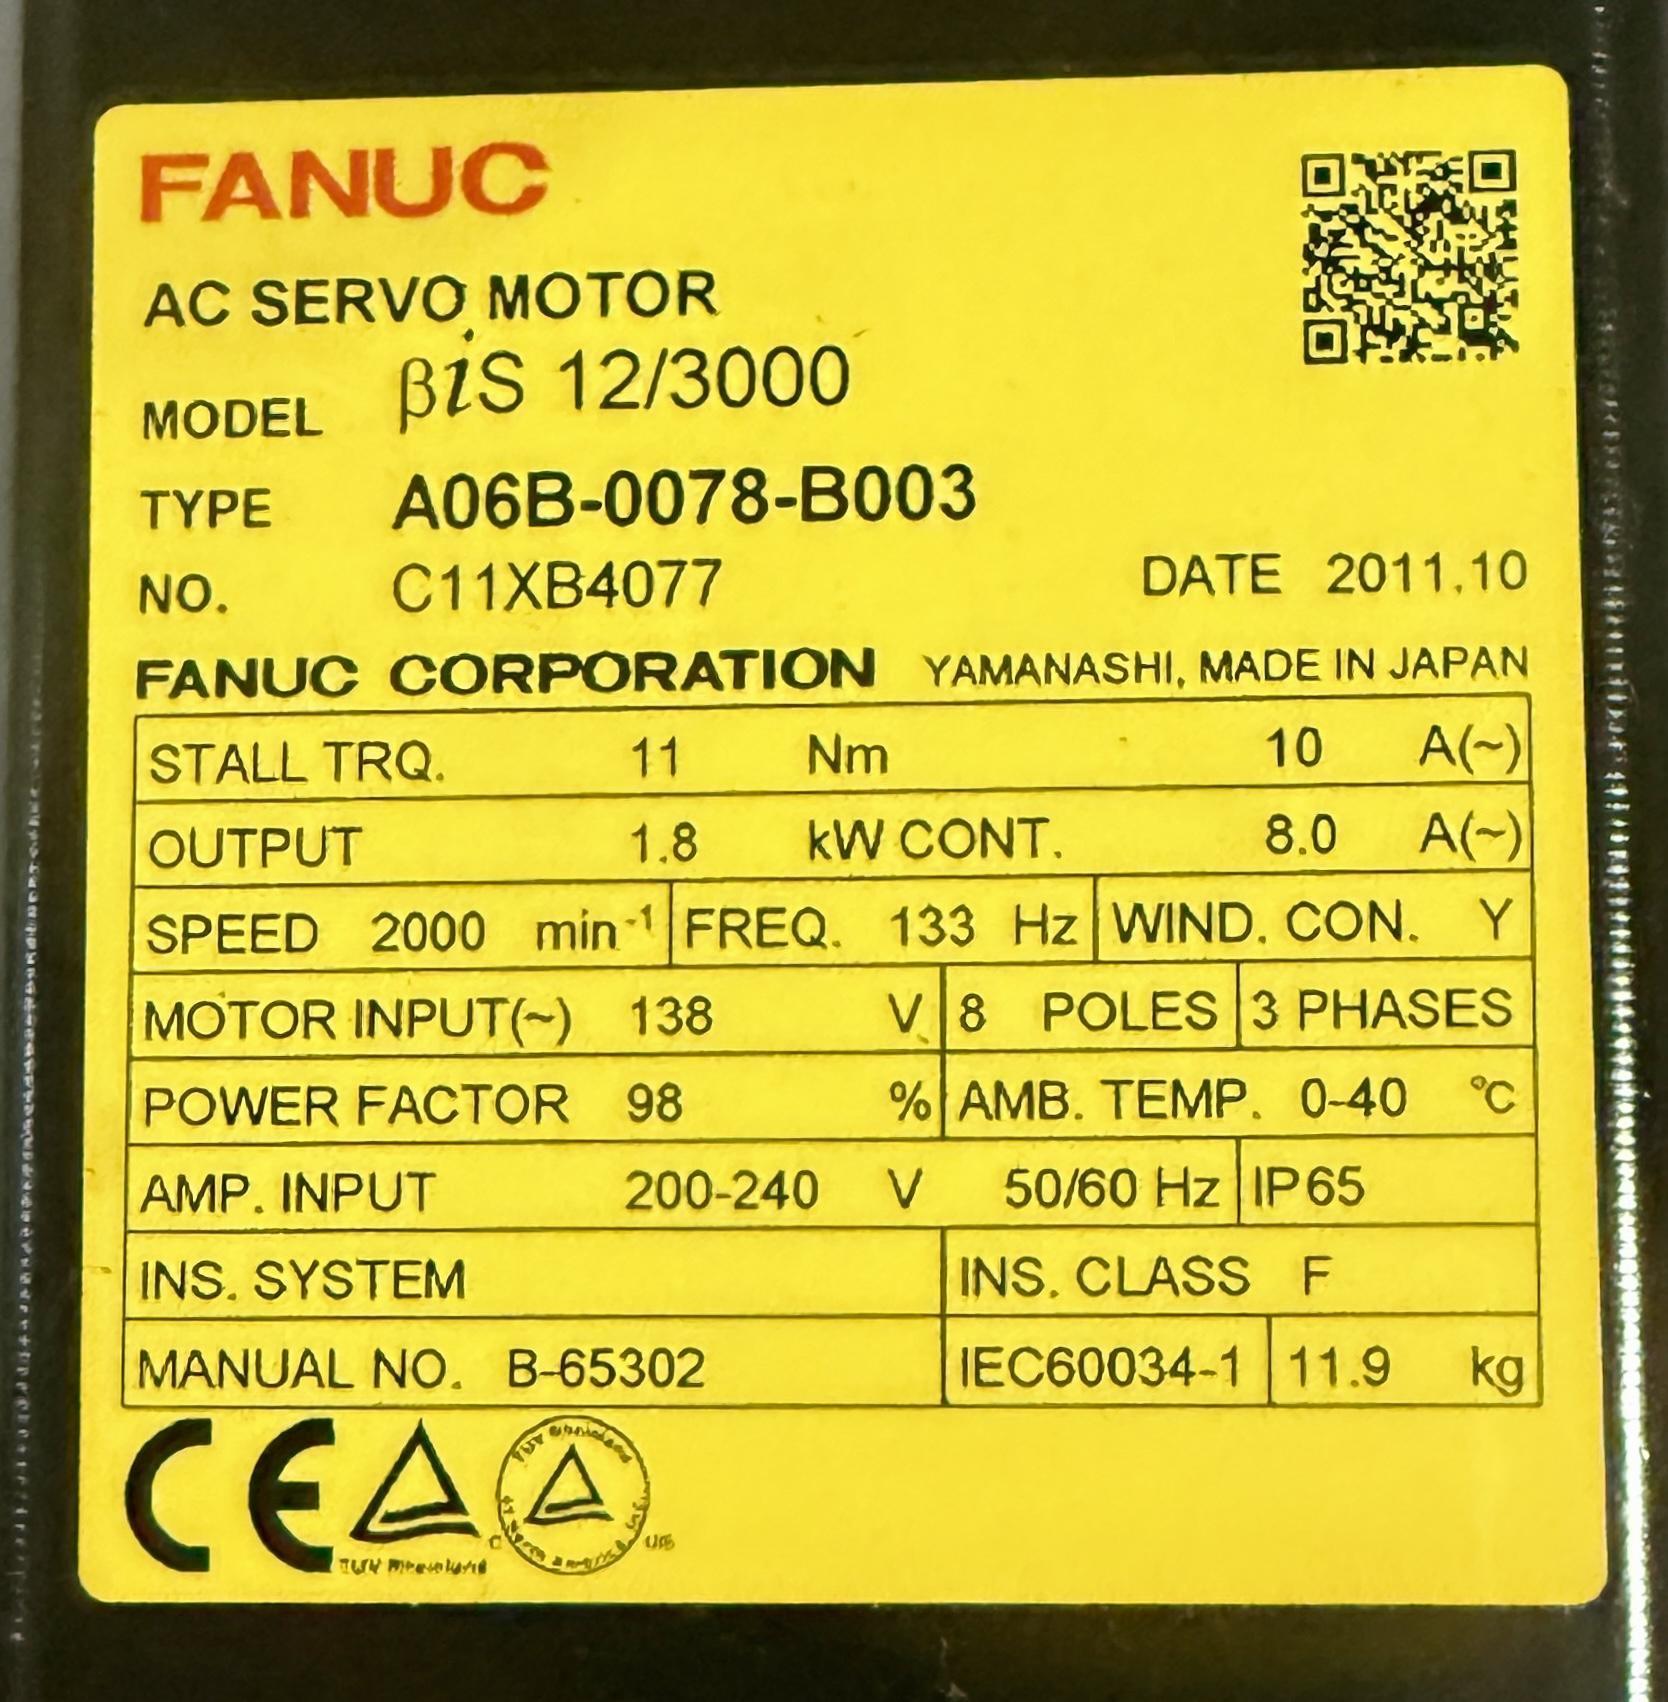 FANUC
AC SERVO MOTOR
MODEL βiS 12/3000
TYPE A06B-0078-B003
NO. C11XB4077 DATE 2011.10
FANUC CORPORATION YAMANASHI, MADE IN JAPAN
STALL TRQ. 11 Nm 10 A(~)
OUTPUT 1.8 kW CONT. 8.0 A(~)
SPEED 2000 min⁻¹ FREQ. 133 Hz WIND. CON. Y
MOTOR INPUT(~) 138 V 8 POLES 3 PHASES
POWER FACTOR 98 % AMB. TEMP. 0-40 °C
AMP. INPUT 200-240 V 50/60 Hz IP65
INS. SYSTEM INS. CLASS F
MANUAL NO. B-65302 IEC60034-1 11.9 kg
CE